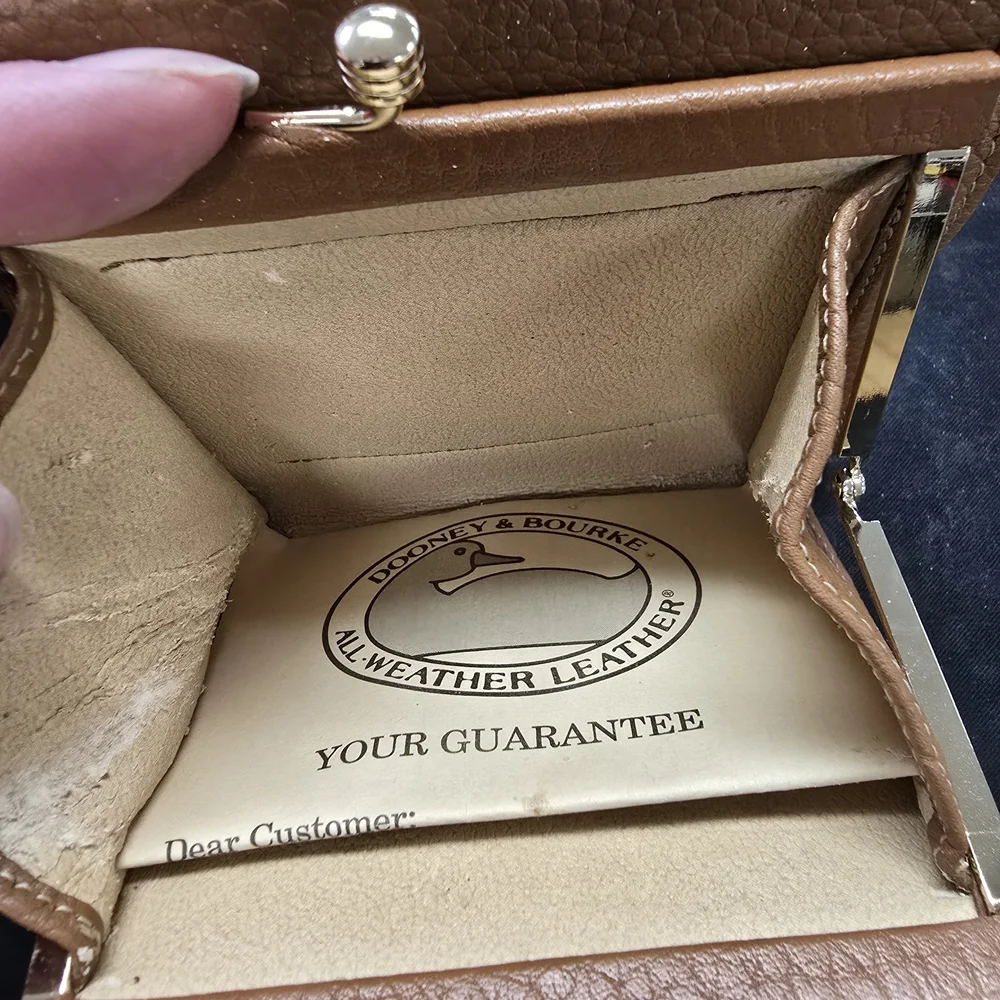 DOONEY & BOURKE
ALL-WEATHER LEATHER®
YOUR GUARANTEE
Dear Customer: